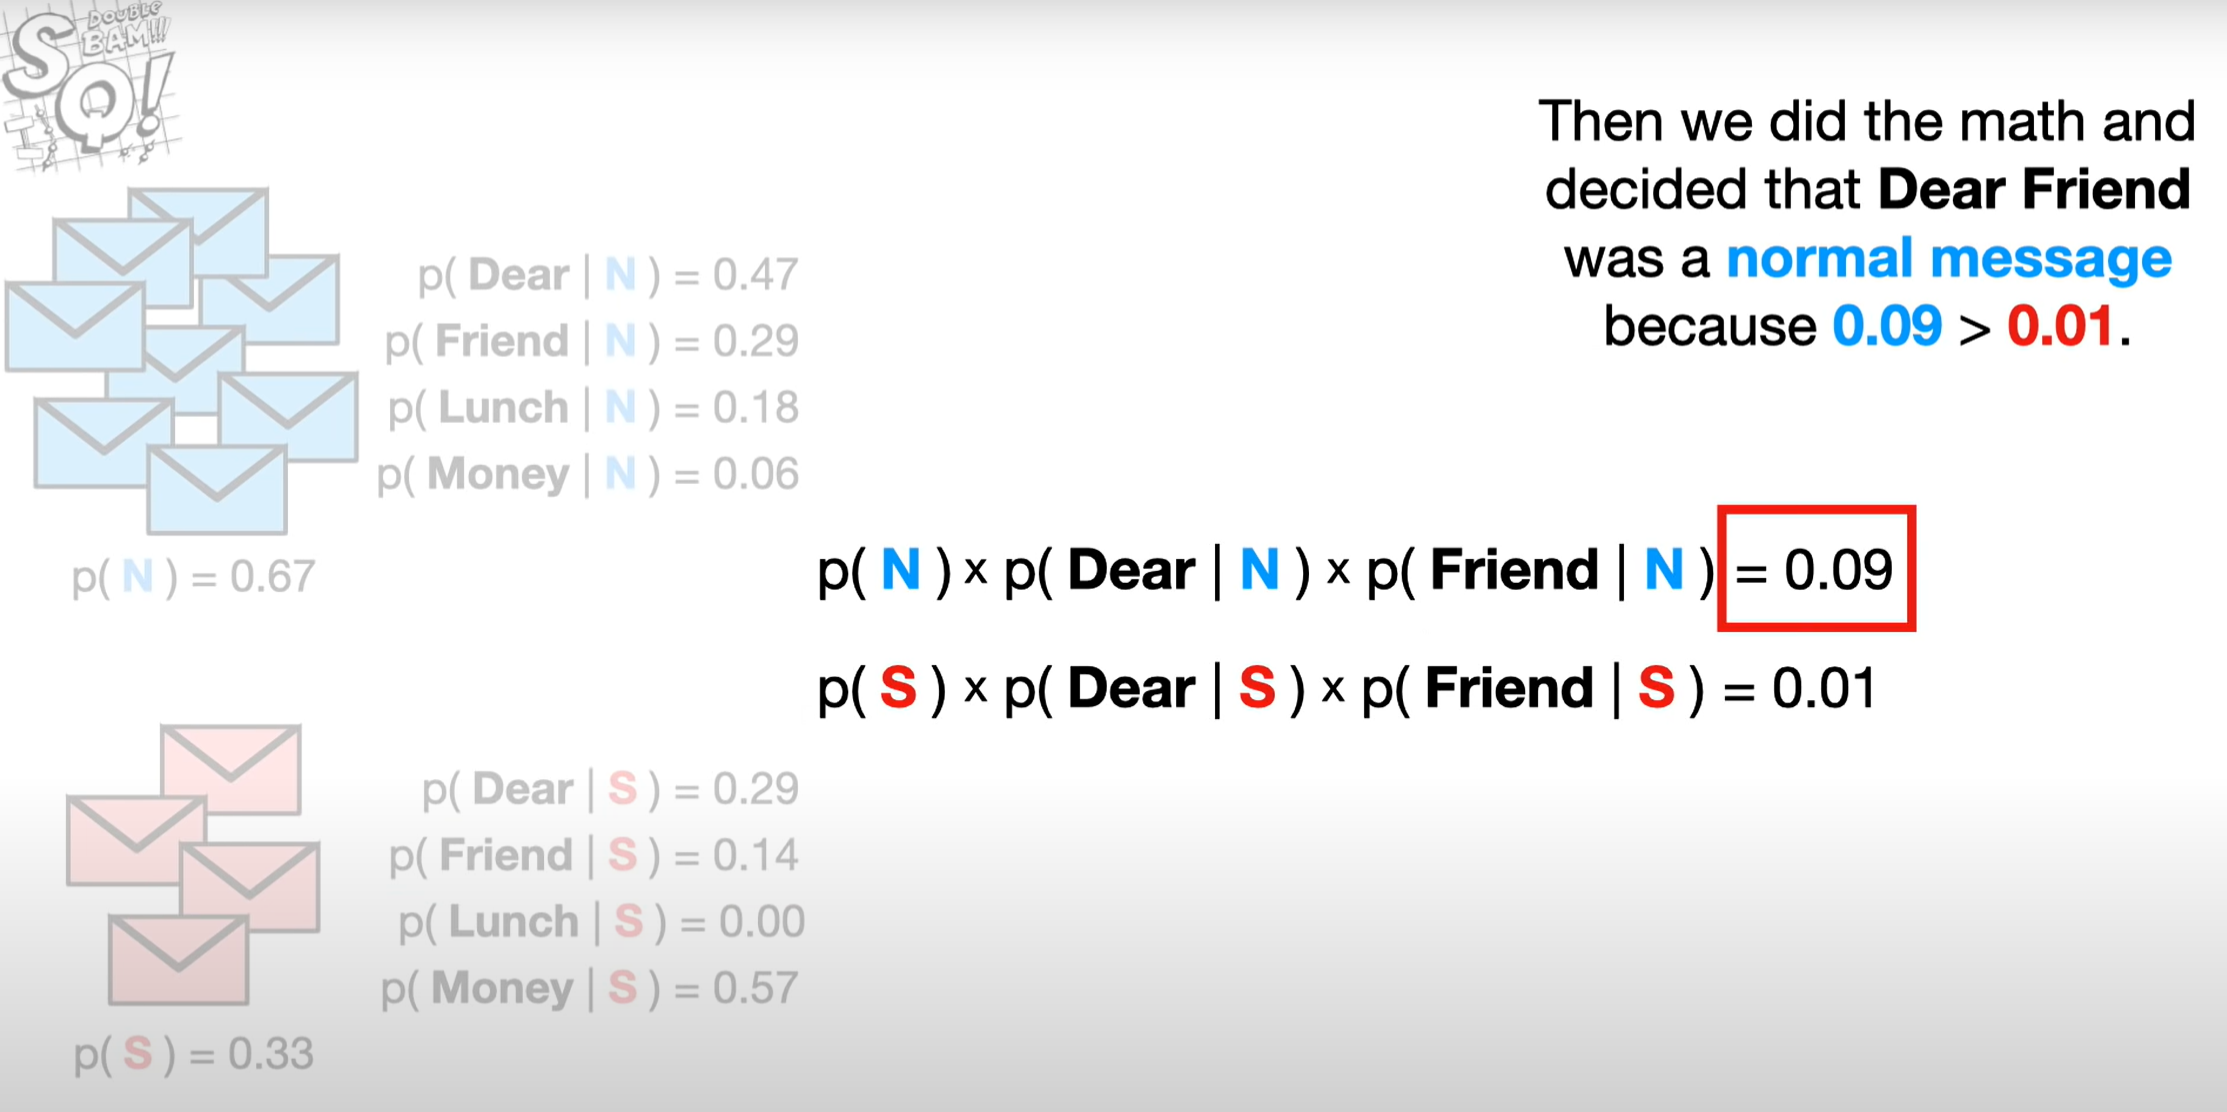 DOUBLE
BAM!!!
SQ!
Then we did the math and
decided that Dear Friend
was a normal message
because 0.09 > 0.01.
p( Dear | N ) = 0.47
p( Friend | N ) = 0.29
p( Lunch | N ) = 0.18
p( Money | N ) = 0.06
p( N ) = 0.67
p( N ) x p( Dear | N ) x p( Friend | N ) = 0.09
p( S ) x p( Dear | S ) x p( Friend | S ) = 0.01
p( Dear | S ) = 0.29
p( Friend | S ) = 0.14
p( Lunch | S ) = 0.00
p( Money | S ) = 0.57
p( S ) = 0.33